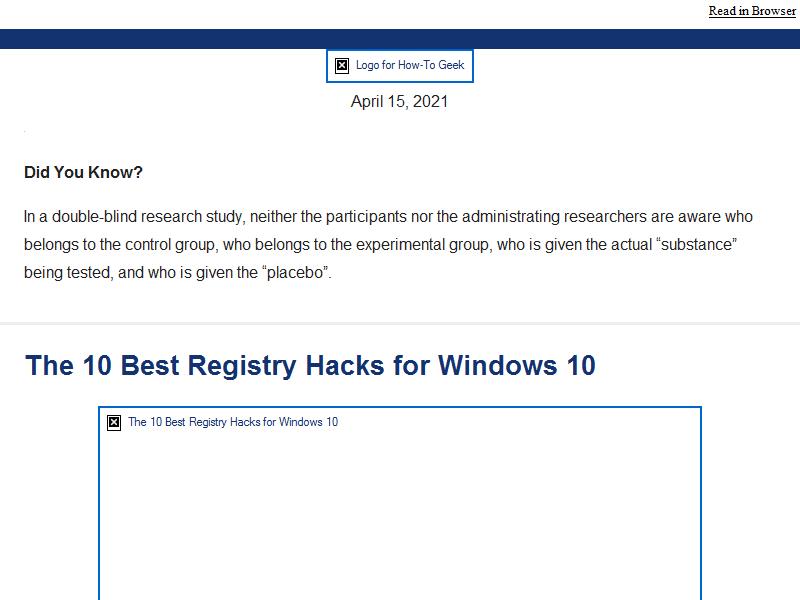 Read in Browser
Logo for How-To Geek
April 15, 2021
Did You Know?
In a double-blind research study, neither the participants nor the administrating researchers are aware who
belongs to the control group, who belongs to the experimental group, who is given the actual “substance”
being tested, and who is given the “placebo”.
The 10 Best Registry Hacks for Windows 10
The 10 Best Registry Hacks for Windows 10